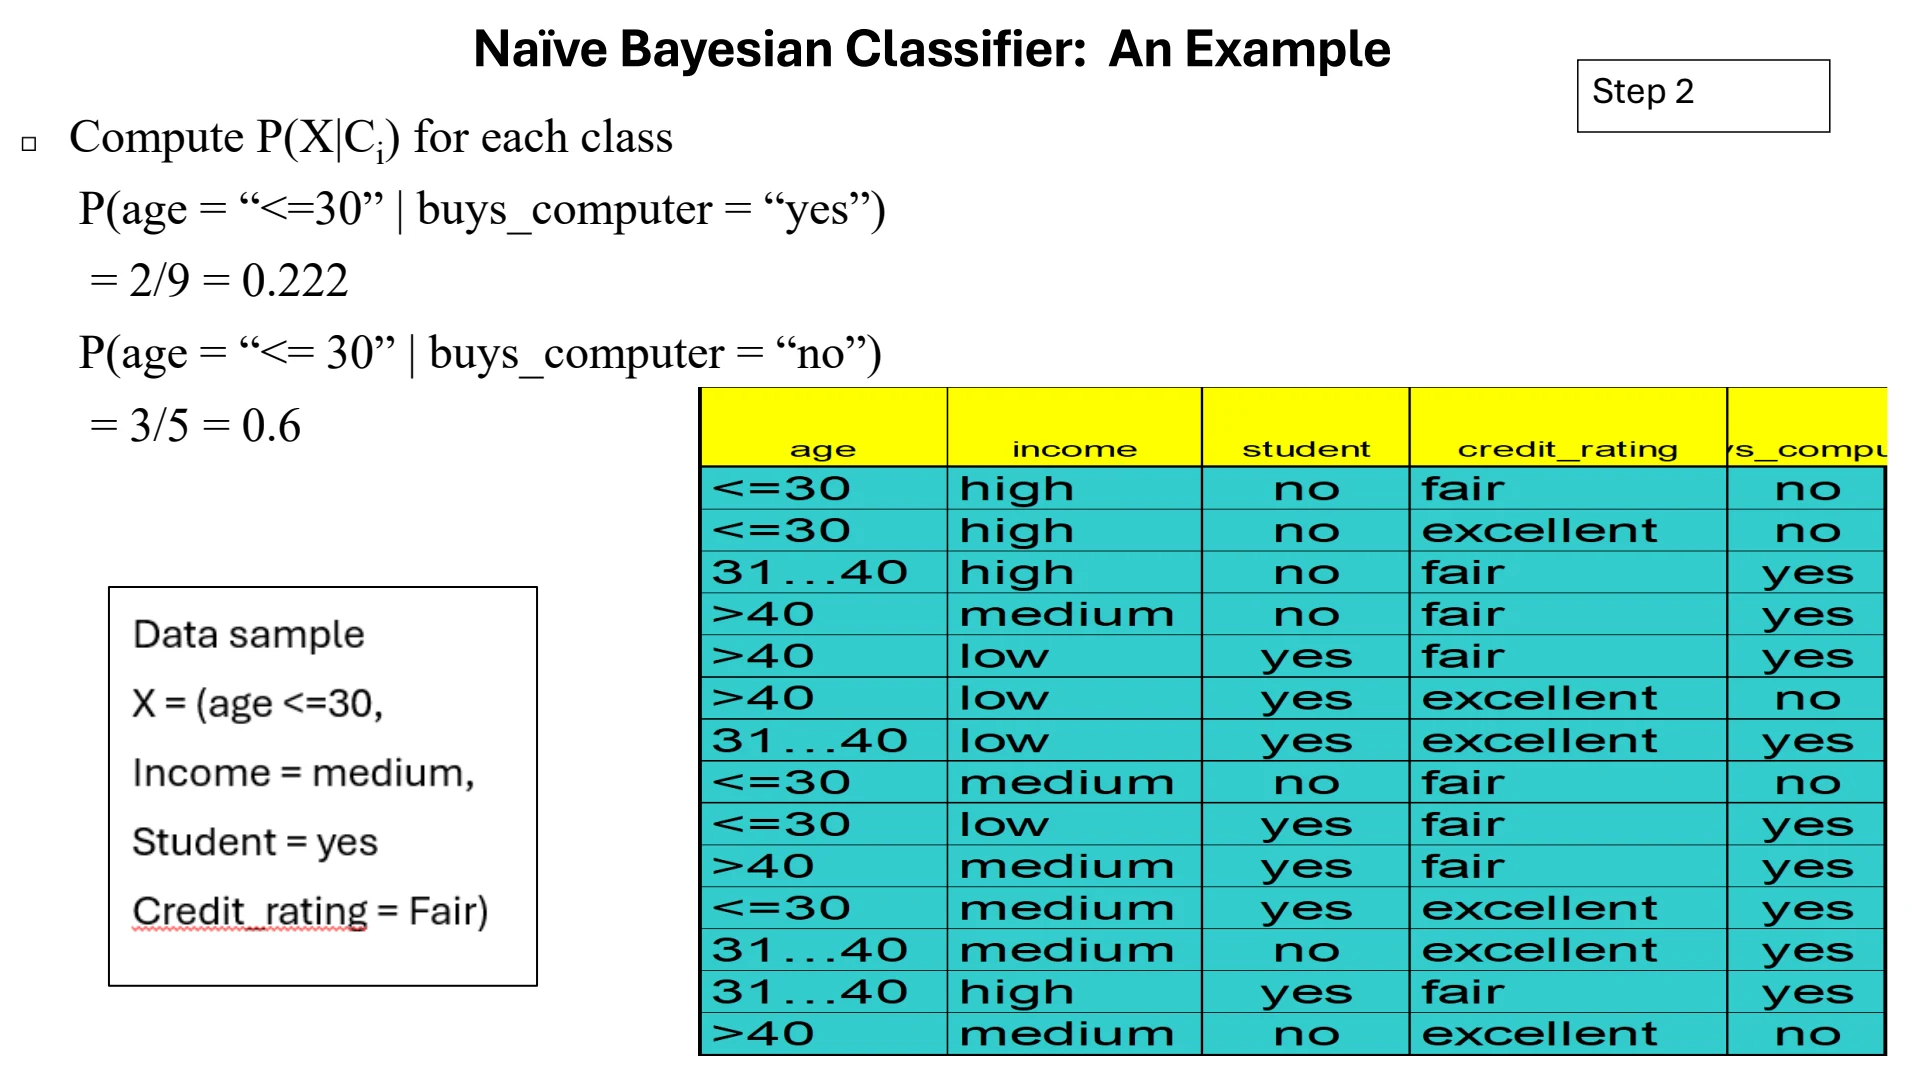 Naïve Bayesian Classifier: An Example
Step 2
Compute P(X|Ci) for each class
P(age = “<=30” | buys_computer = “yes”)
= 2/9 = 0.222
P(age = “<= 30” | buys_computer = “no”)
= 3/5 = 0.6
Data sample
X = (age <=30,
Income = medium,
Student = yes
Credit_rating = Fair)
age income student credit_rating
<=30 high no fair no
<=30 high no excellent no
31…40 high no fair yes
>40 medium no fair yes
>40 low yes fair yes
>40 low yes excellent no
31…40 low yes excellent yes
<=30 medium no fair no
<=30 low yes fair yes
>40 medium yes fair yes
<=30 medium yes excellent yes
31…40 medium no excellent yes
31…40 high yes fair yes
>40 medium no excellent no